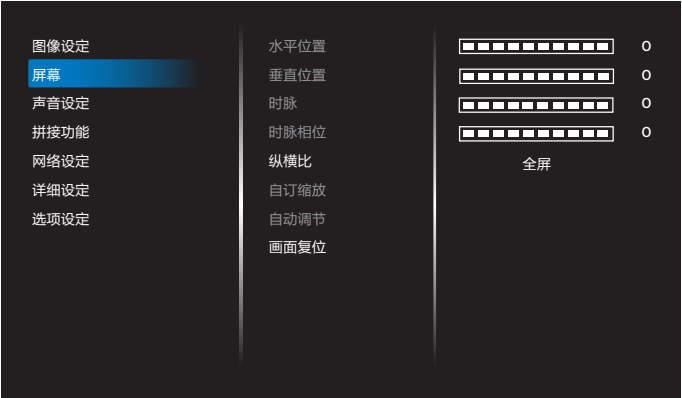 图像设定
屏幕
声音设定
拼接功能
网络设定
详细设定
选项设定
水平位置 0
垂直位置 0
时脉 0
时脉相位 0
纵横比 全屏
自订缩放
自动调节
画面复位